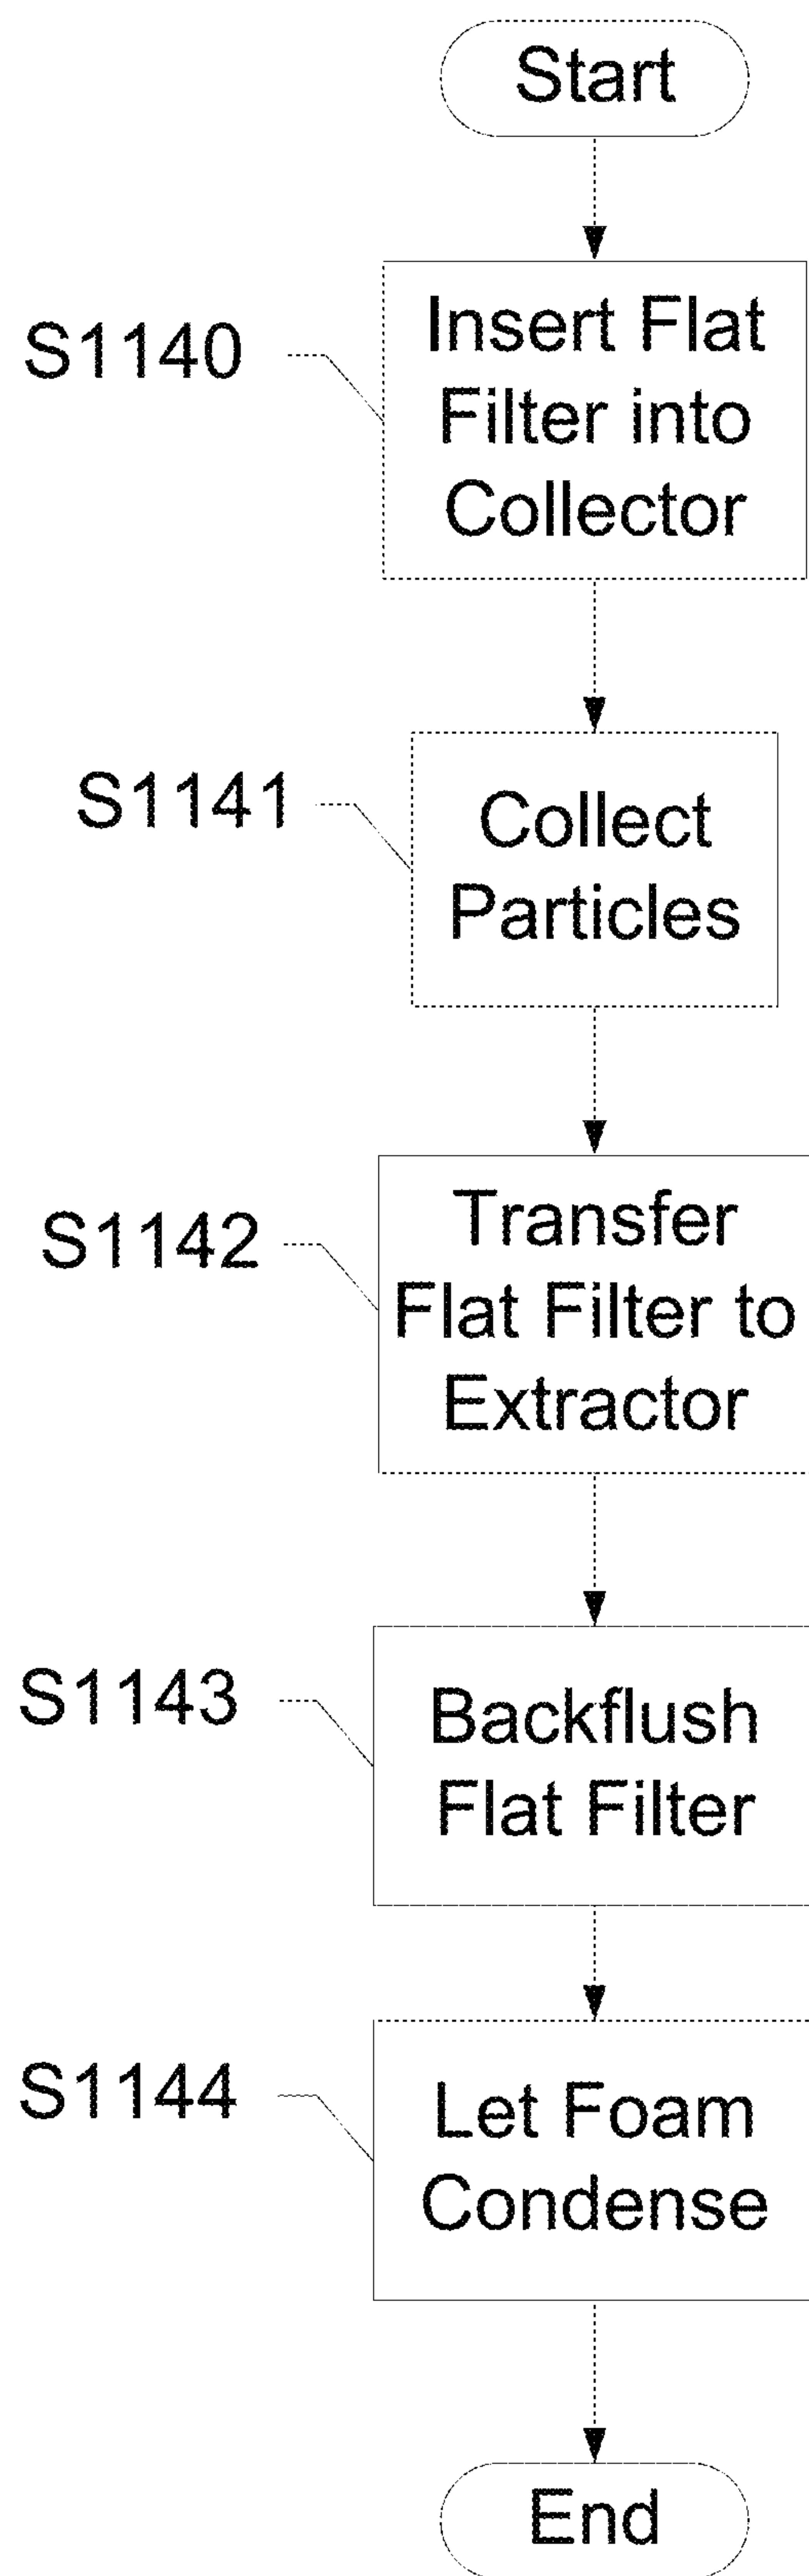 Start
S1140
Insert Flat
Filter into
Collector
S1141
Collect
Particles
S1142
Transfer
Flat Filter to
Extractor
S1143
Backflush
Flat Filter
S1144
Let Foam
Condense
End